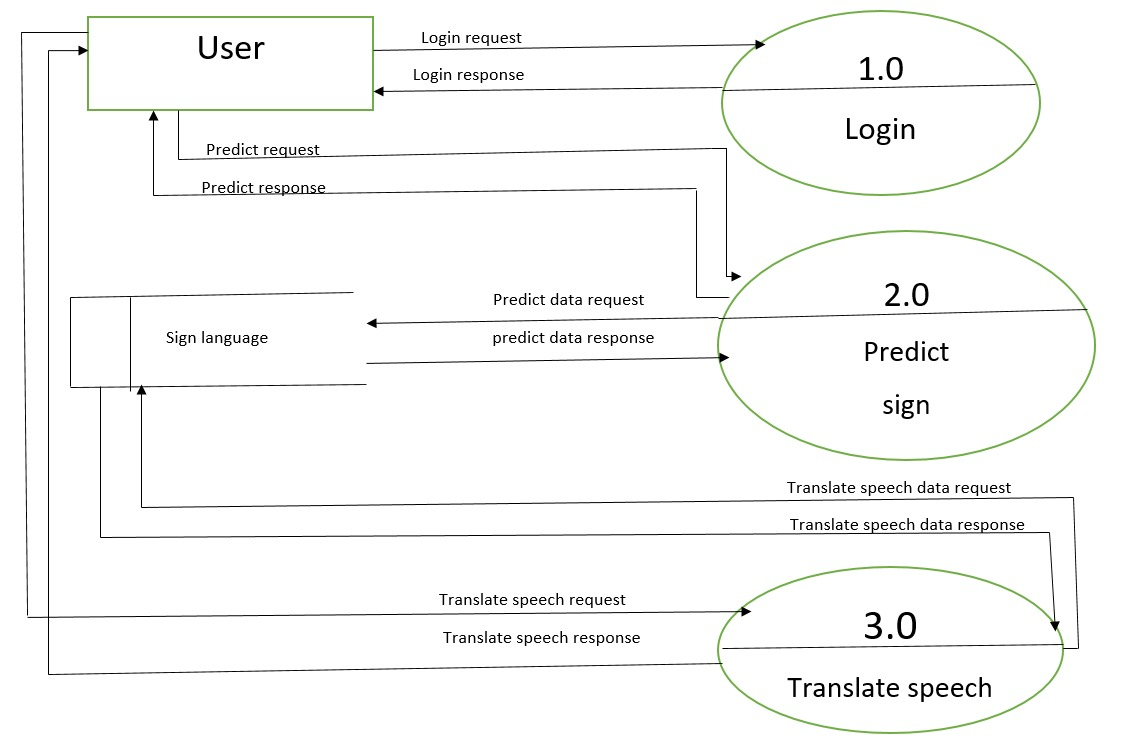 User
Login request
Login response
1.0
Login
Predict request
Predict response
2.0
Predict
sign
Predict data request
predict data response
Sign language
Translate speech data request
Translate speech data response
Translate speech request
Translate speech response
3.0
Translate speech